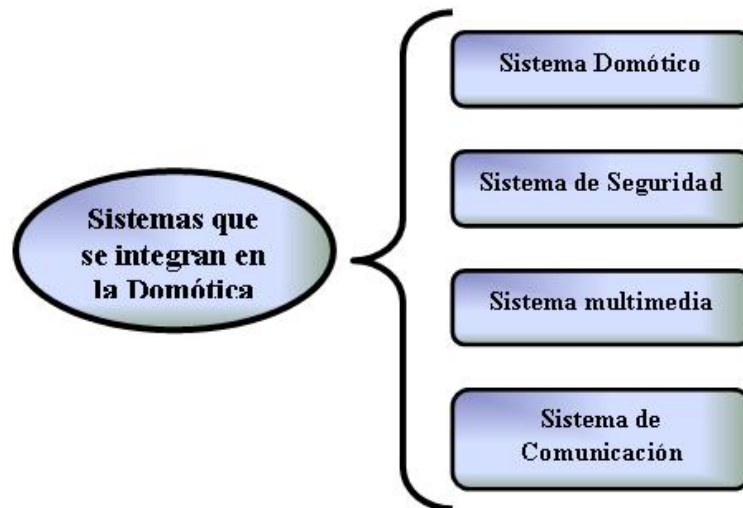 Sistemas que
se integran en
la Domótica
Sistema Domótico
Sistema de Seguridad
Sistema multimedia
Sistema de
Comunicación